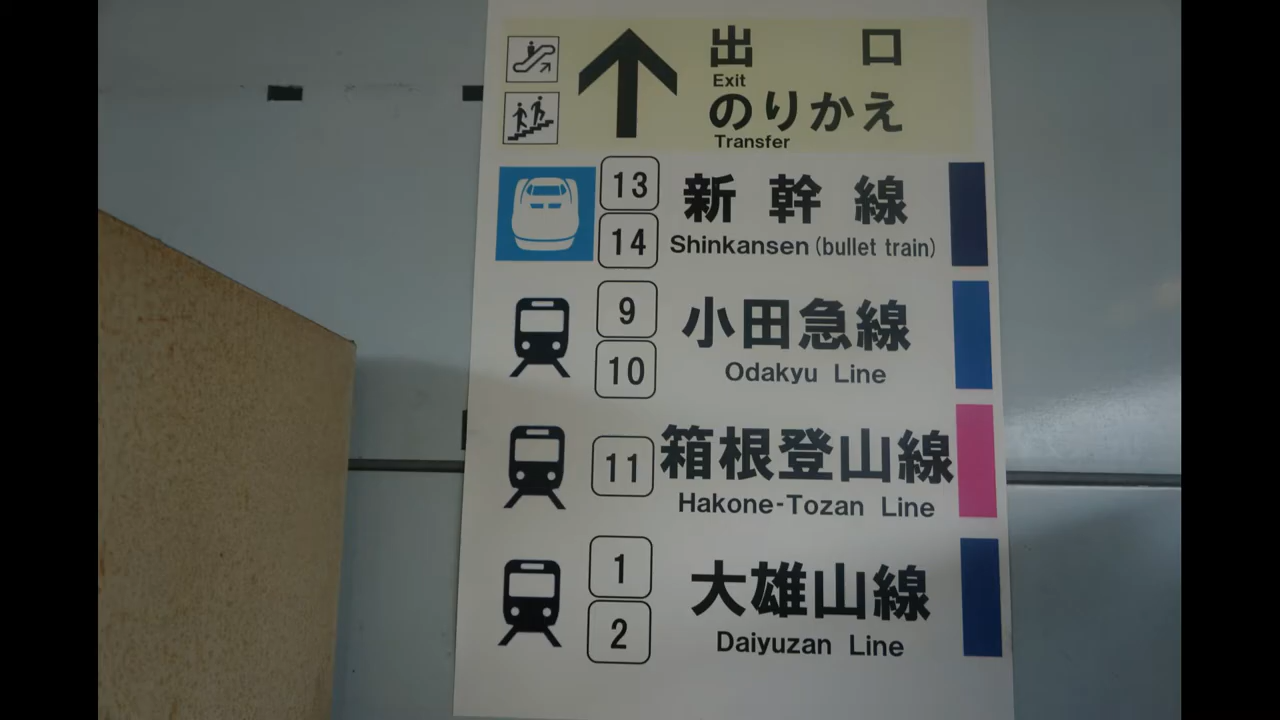 出 口
Exit
のりかえ
Transfer
13
14
新 幹 線
Shinkansen (bullet train)
9
10
小田急線
Odakyu Line
11
箱根登山線
Hakone-Tozan Line
1
2
大雄山線
Daiyuzan Line